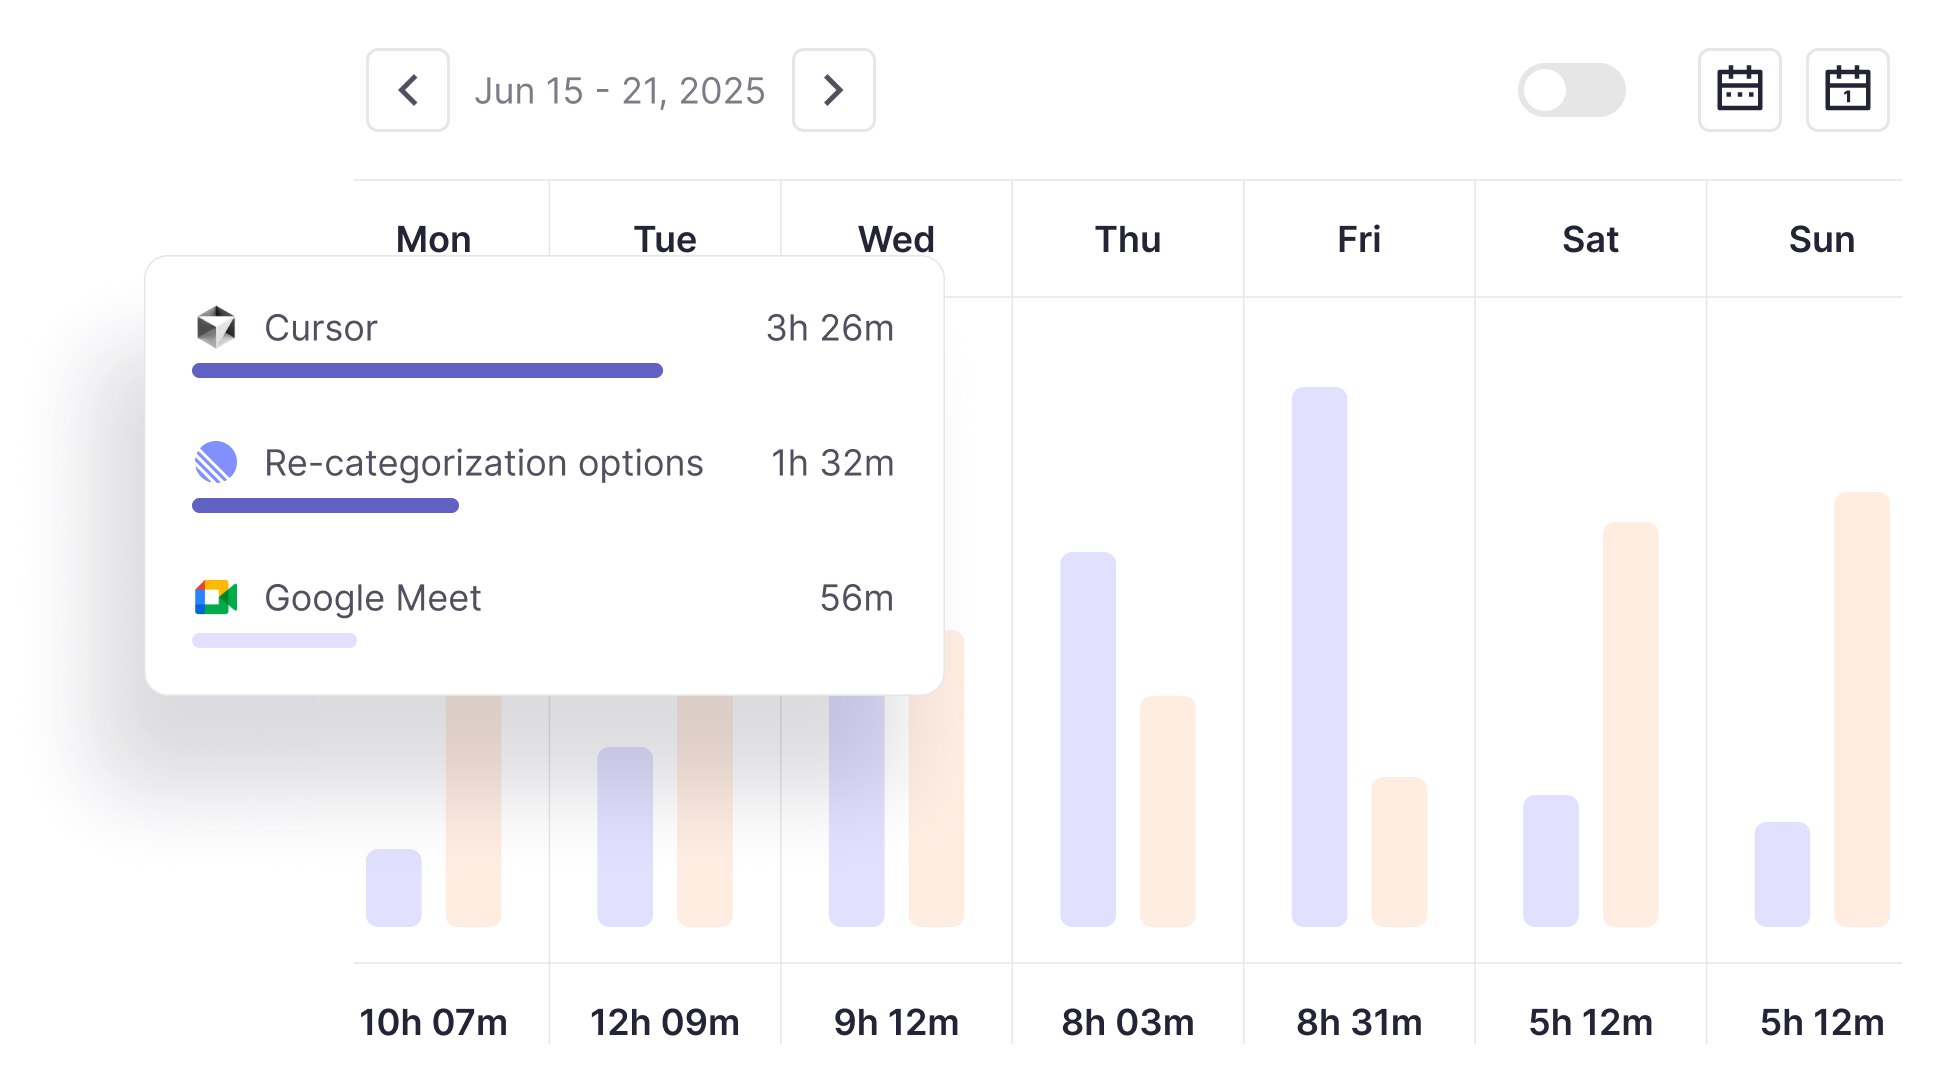 Jun 15 - 21, 2025
1
Mon Tue Wed Thu Fri Sat Sun
Cursor 3h 26m
Re-categorization options 1h 32m
Google Meet 56m
10h 07m 12h 09m 9h 12m 8h 03m 8h 31m 5h 12m 5h 12m